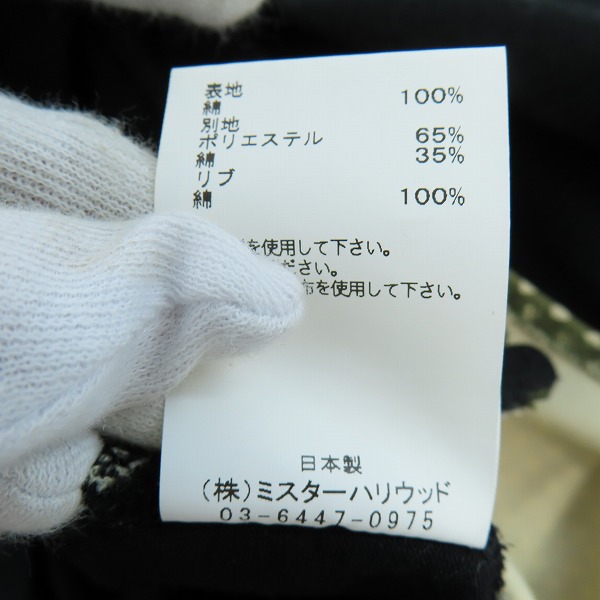 表地
綿 100%
別地
ポリエステル 65%
綿 35%
リブ
綿 100%
を使用して下さい。
ださい。
布を使用して下さい。
日本製
(株)ミスターハリウッド
03-6447-0975